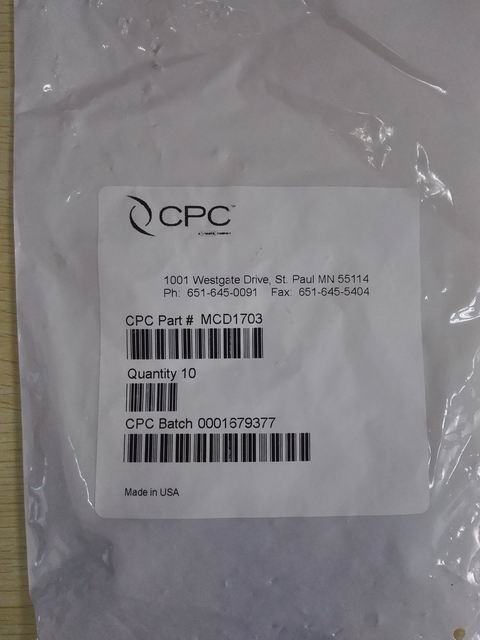 CPC™
1001 Westgate Drive, St. Paul MN 55114
Ph: 651-645-0091 Fax: 651-645-5404
CPC Part # MCD1703
Quantity 10
CPC Batch 0001679377
Made in USA